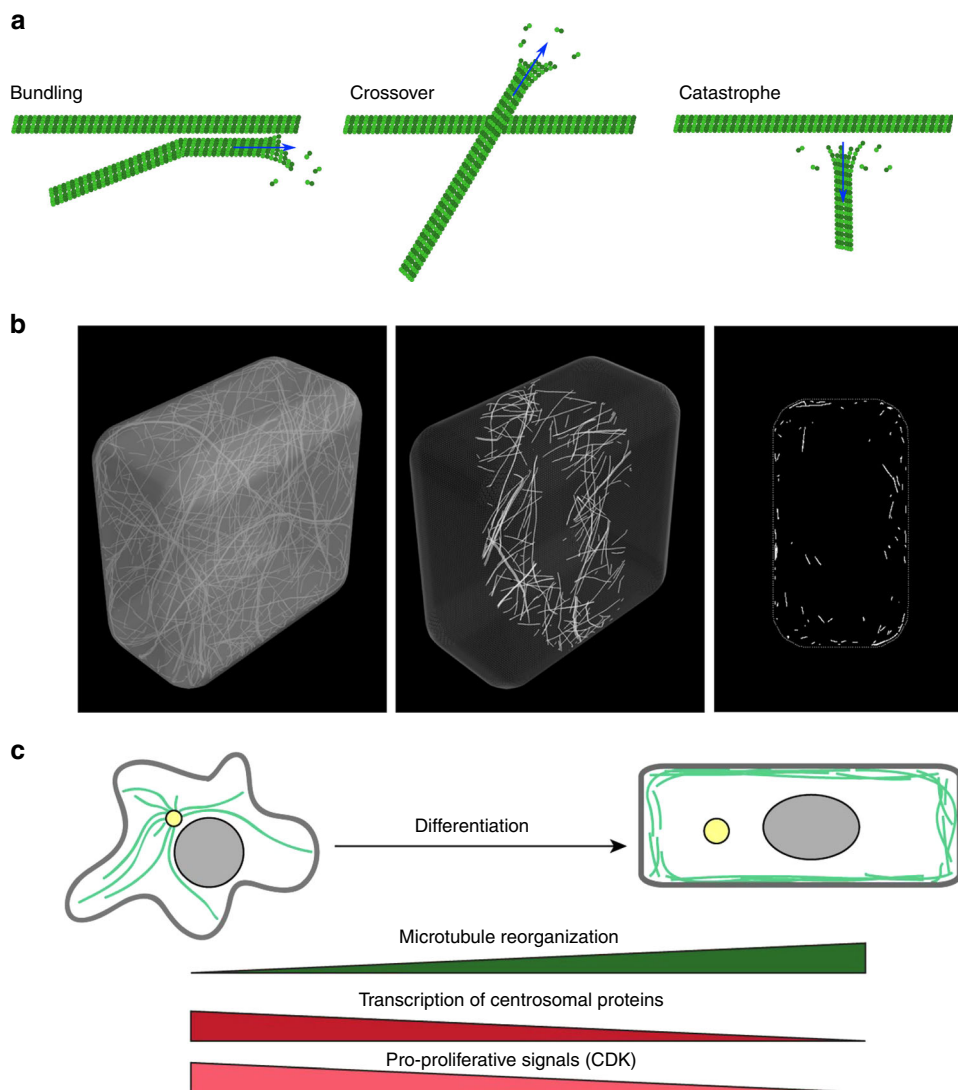 a
Bundling
Crossover
Catastrophe
b
c
Differentiation
Microtubule reorganization
Transcription of centrosomal proteins
Pro-proliferative signals (CDK)